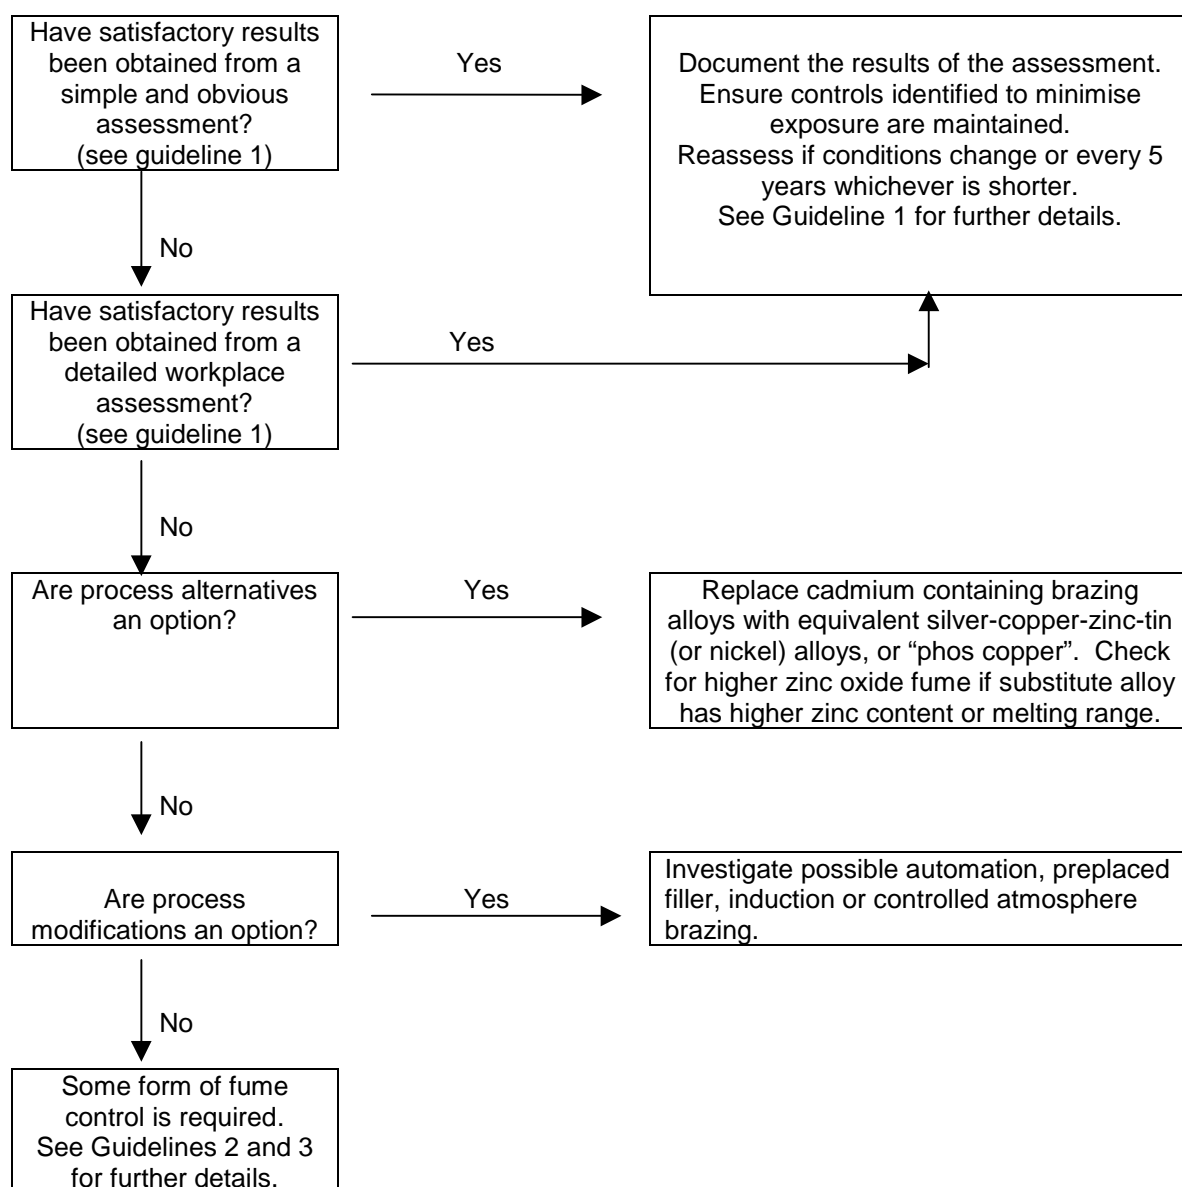 Have satisfactory results
been obtained from a
simple and obvious
assessment?
(see guideline 1)
Yes
Document the results of the assessment.
Ensure controls identified to minimise
exposure are maintained.
Reassess if conditions change or every 5
years whichever is shorter.
See Guideline 1 for further details.
No
Have satisfactory results
been obtained from a
detailed workplace
assessment?
(see guideline 1)
Yes
No
Are process alternatives
an option?
Yes
Replace cadmium containing brazing
alloys with equivalent silver-copper-zinc-tin
(or nickel) alloys, or “phos copper”.  Check
for higher zinc oxide fume if substitute alloy
has higher zinc content or melting range.
No
Are process
modifications an option?
Yes
Investigate possible automation, preplaced
filler, induction or controlled atmosphere
brazing.
No
Some form of fume
control is required.
See Guidelines 2 and 3
for further details.